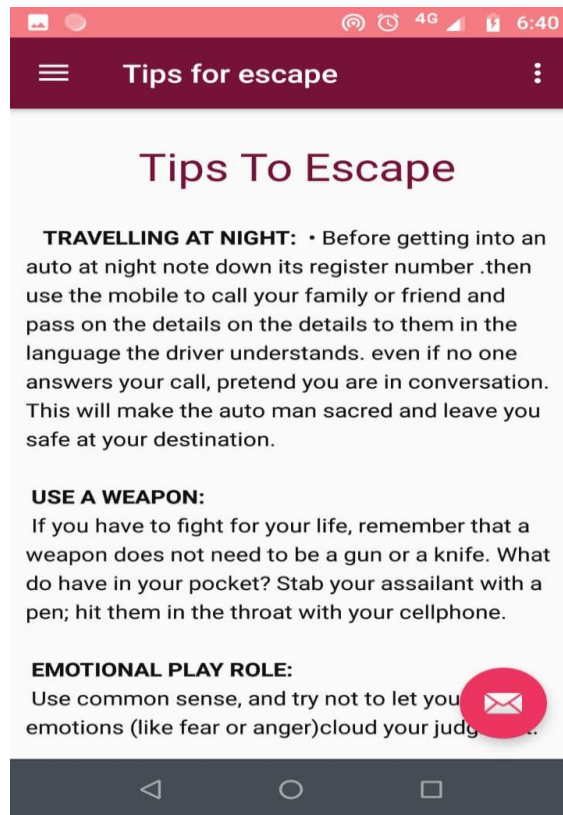 4G 6:40
Tips for escape
Tips To Escape
TRAVELLING AT NIGHT: • Before getting into an
auto at night note down its register number .then
use the mobile to call your family or friend and
pass on the details on the details to them in the
language the driver understands. even if no one
answers your call, pretend you are in conversation.
This will make the auto man sacred and leave you
safe at your destination.
USE A WEAPON:
If you have to fight for your life, remember that a
weapon does not need to be a gun or a knife. What
do have in your pocket? Stab your assailant with a
pen; hit them in the throat with your cellphone.
EMOTIONAL PLAY ROLE:
Use common sense, and try not to let
emotions (like fear or anger)cloud your